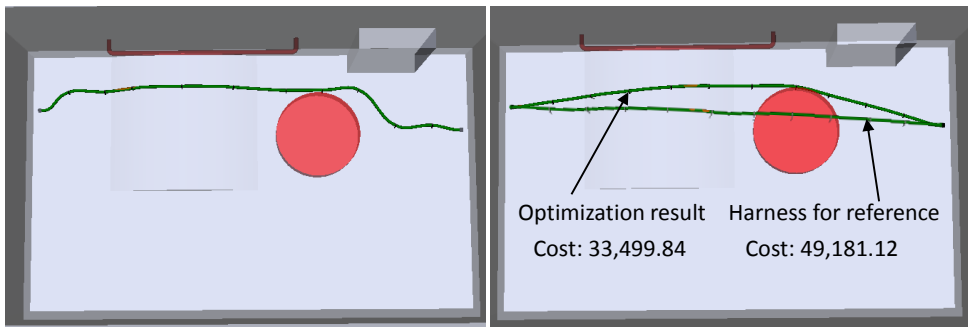 Optimization result
Cost: 33,499.84
Harness for reference
Cost: 49,181.12